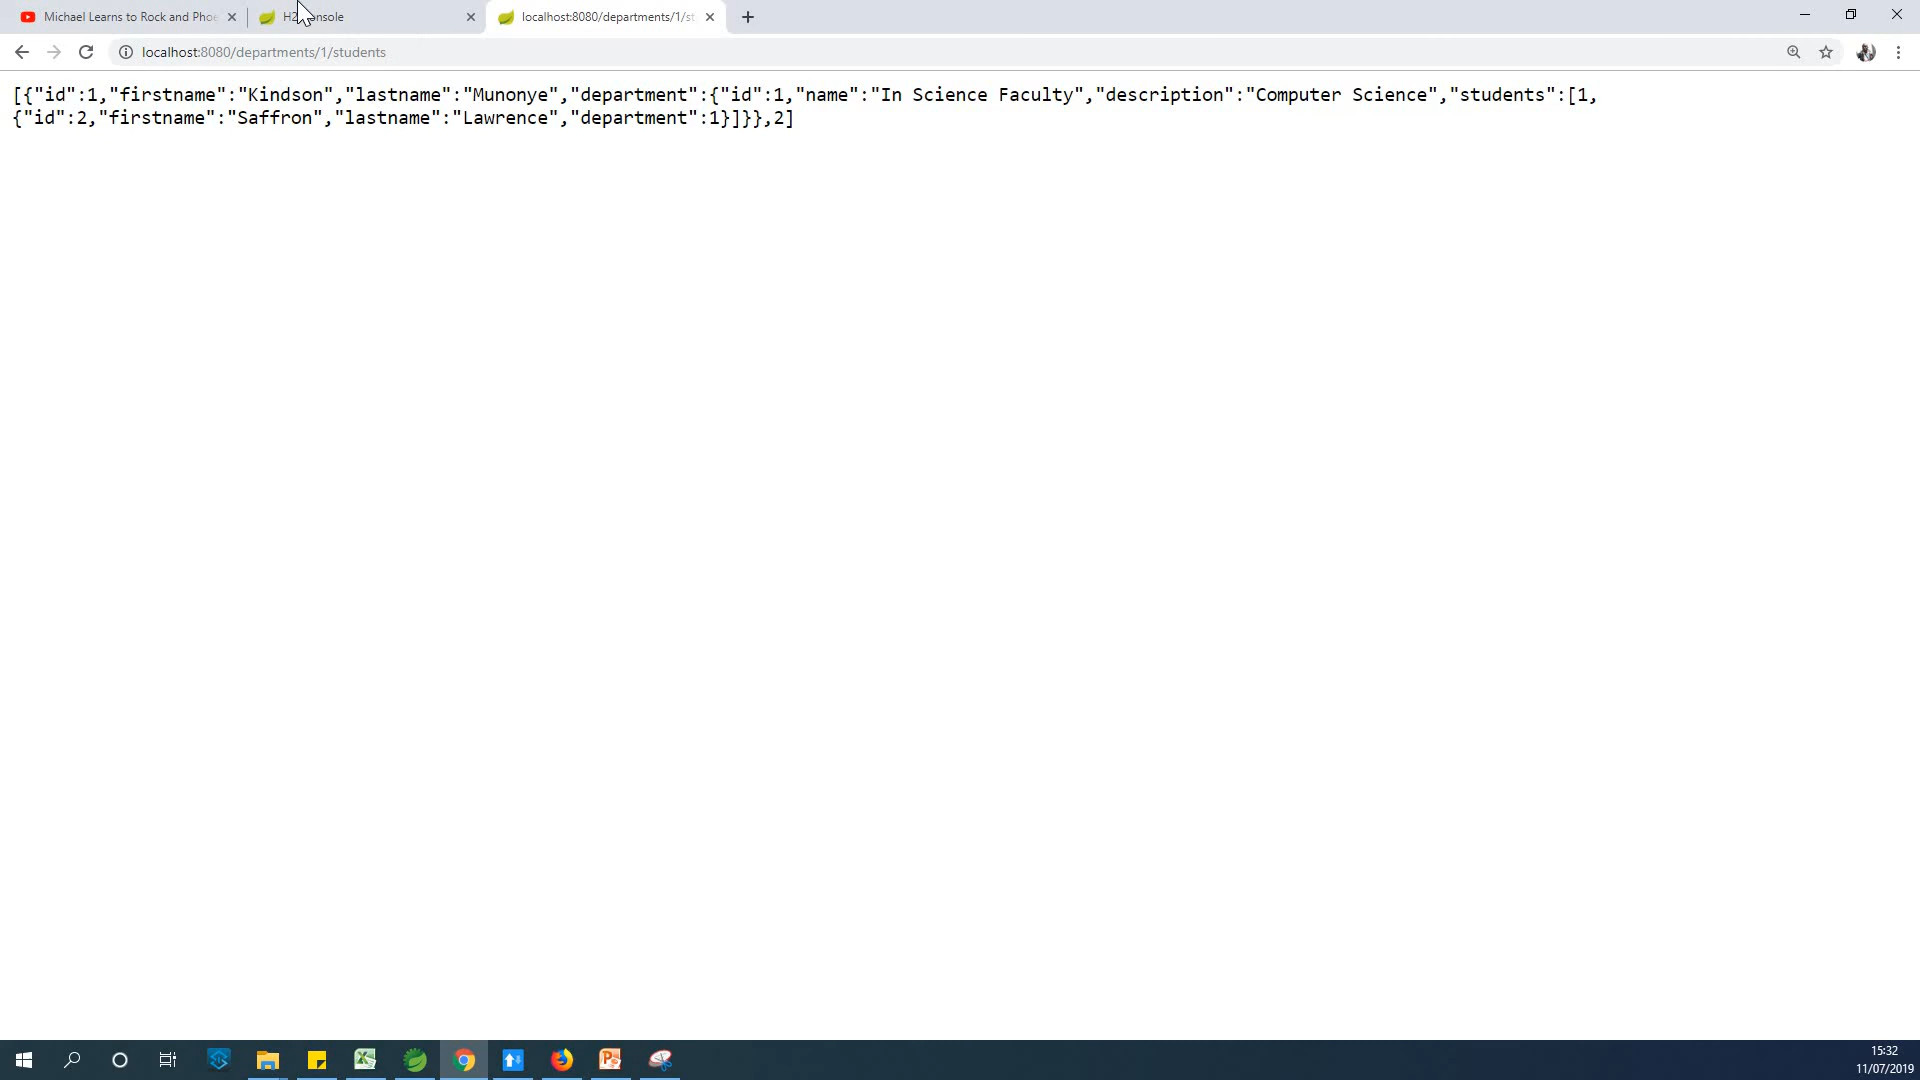 Michael Learns to Rock and Phoe
H2 Console
localhost:8080/departments/1/st
localhost:8080/departments/1/students
[{"id":1,"firstname":"Kindson","lastname":"Munonye","department":{"id":1,"name":"In Science Faculty","description":"Computer Science","students":[1,
{"id":2,"firstname":"Saffron","lastname":"Lawrence","department":1}]}},2]
15:32
11/07/2019